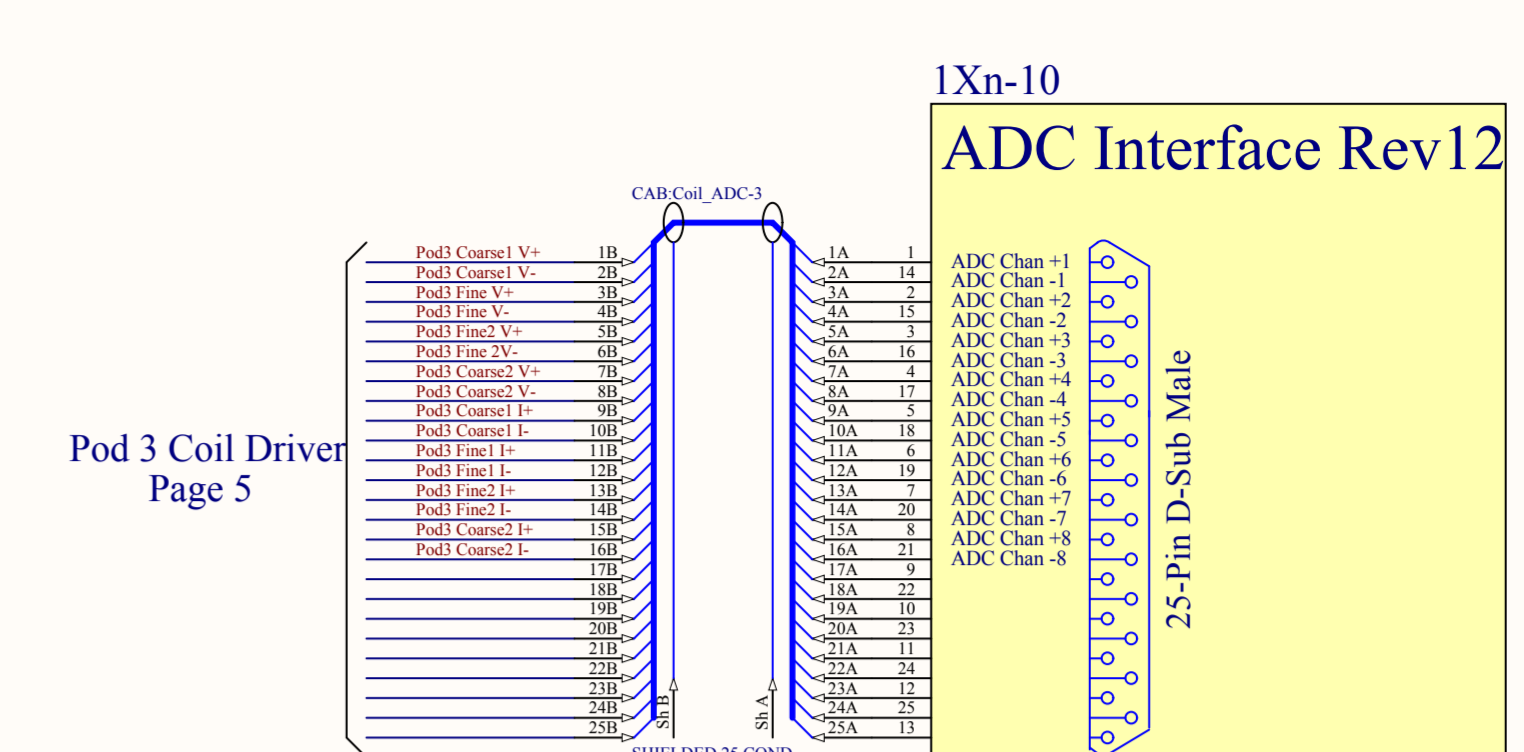 1Xn-10
ADC Interface Rev12
CAB:Coil_ADC-3
Pod3 Coarse1 V+ 1B 1A 1 ADC Chan +1
Pod3 Coarse1 V- 2B 2A 14 ADC Chan -1
Pod3 Fine V+ 3B 3A 2 ADC Chan +2
Pod3 Fine V- 4B 4A 15 ADC Chan -2
Pod3 Fine2 V+ 5B 5A 3 ADC Chan +3
Pod3 Fine 2V- 6B 6A 16 ADC Chan -3
Pod3 Coarse2 V+ 7B 7A 4 ADC Chan +4
Pod3 Coarse2 V- 8B 8A 17 ADC Chan -4
Pod3 Coarse1 I+ 9B 9A 5 ADC Chan +5
Pod3 Coarse1 I- 10B 10A 18 ADC Chan -5
Pod3 Fine1 I+ 11B 11A 6 ADC Chan +6
Pod3 Fine1 I- 12B 12A 19 ADC Chan -6
Pod3 Fine2 I+ 13B 13A 7 ADC Chan +7
Pod3 Fine2 I- 14B 14A 20 ADC Chan -7
Pod3 Coarse2 I+ 15B 15A 8 ADC Chan +8
Pod3 Coarse2 I- 16B 16A 21 ADC Chan -8
17B 17A 9
18B 18A 22
19B 19A 10
20B 20A 23
21B 21A 11
22B 22A 24
23B 23A 12
24B 24A 25
25B 25A 13
Pod 3 Coil Driver
Page 5
Sh B
Sh A
25-Pin D-Sub Male
SHIELDED 25 COND